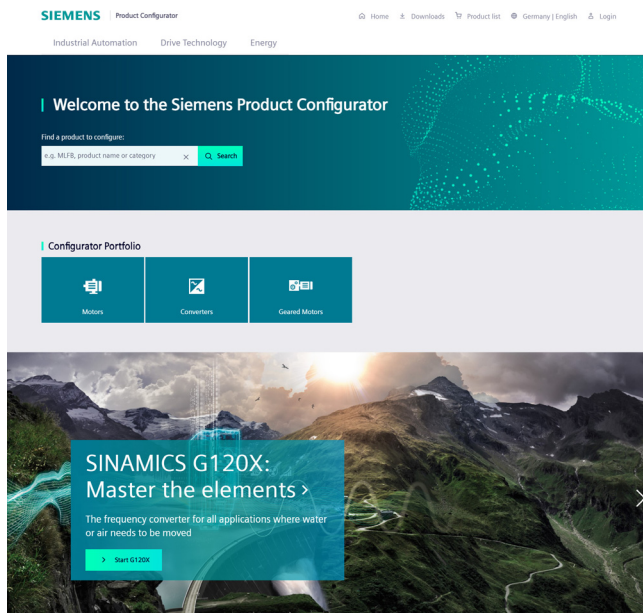 SIEMENS
Product Configurator
Home
Downloads
Product list
Germany | English
Login
Industrial Automation
Drive Technology
Energy
Welcome to the Siemens Product Configurator
Find a product to configure:
e.g. MLFB, product name or category
Search
Configurator Portfolio
Motors
Converters
Geared Motors
SINAMICS G120X:
Master the elements
The frequency converter for all applications where water
or air needs to be moved
Start G120X